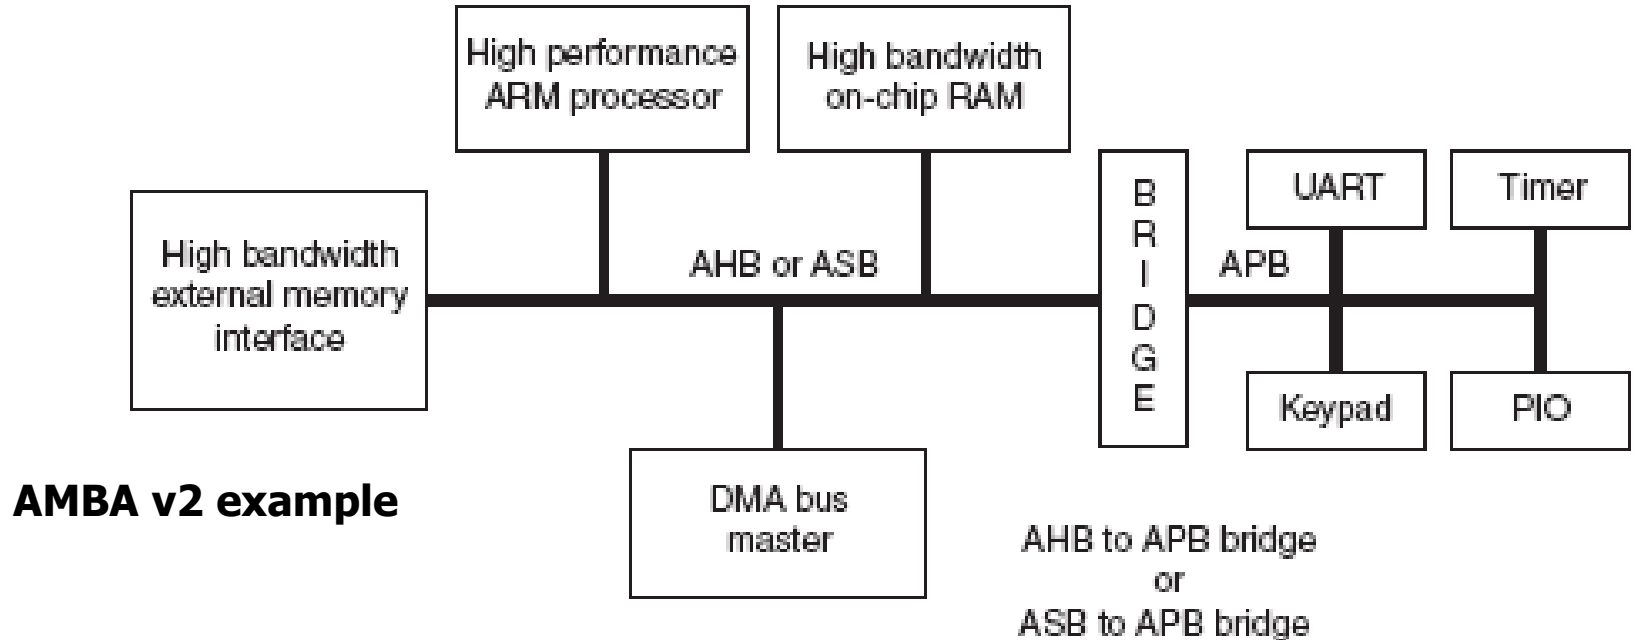 High performance
ARM processor
High bandwidth
on-chip RAM
High bandwidth
external memory
interface
AHB or ASB
B
R
I
D
G
E
APB
UART
Timer
Keypad
PIO
DMA bus
master
AMBA v2 example
AHB to APB bridge
or
ASB to APB bridge